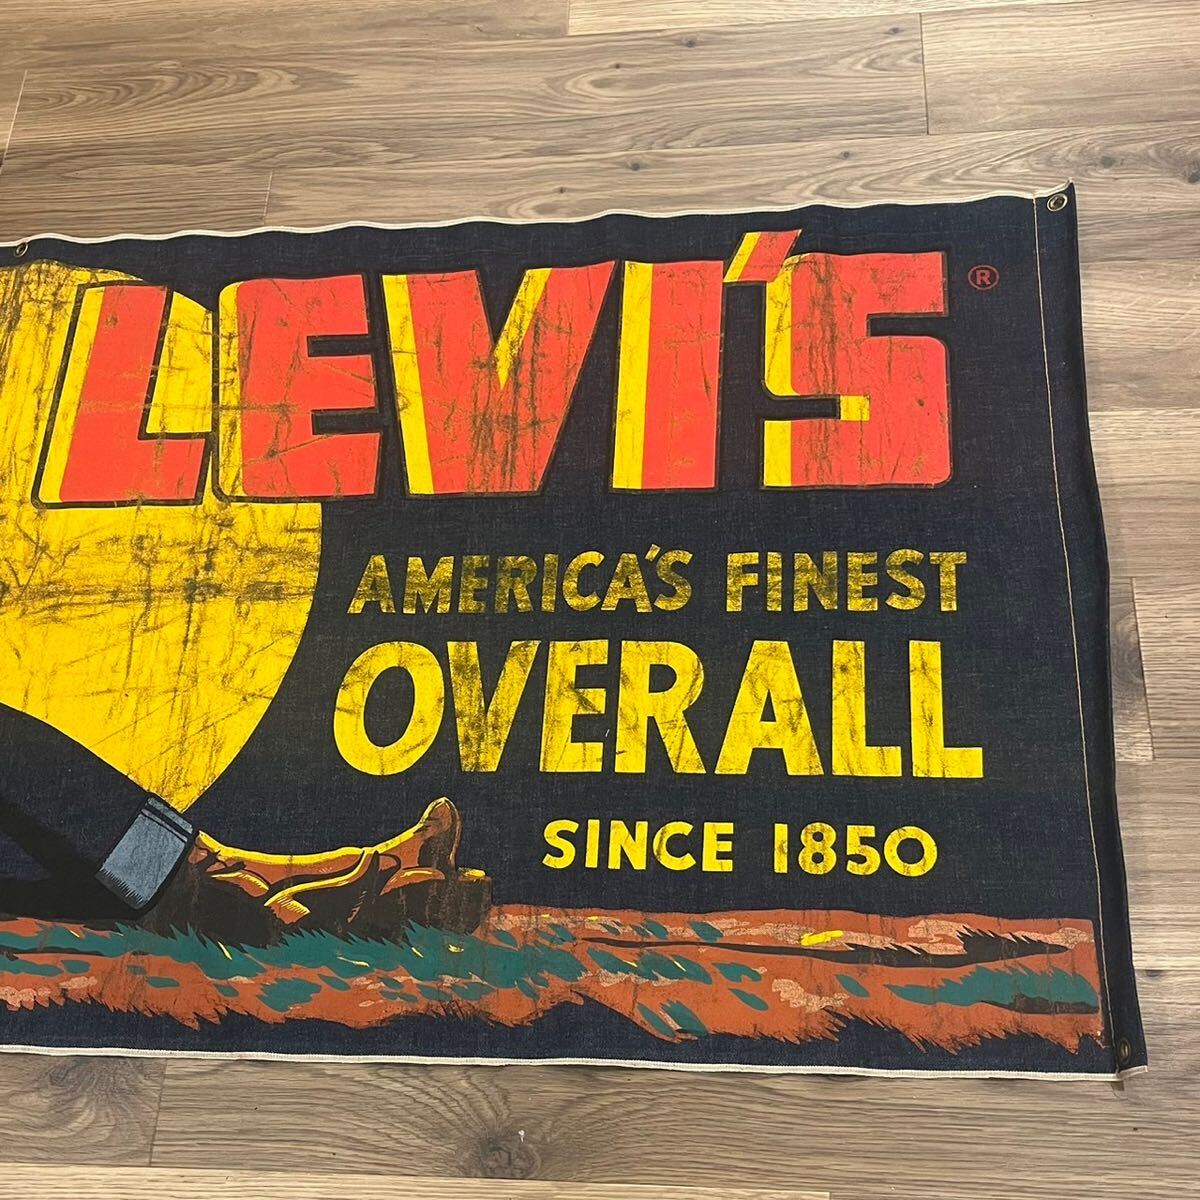 LEVI'S ®
AMERICA'S FINEST
OVERALL
SINCE 1850